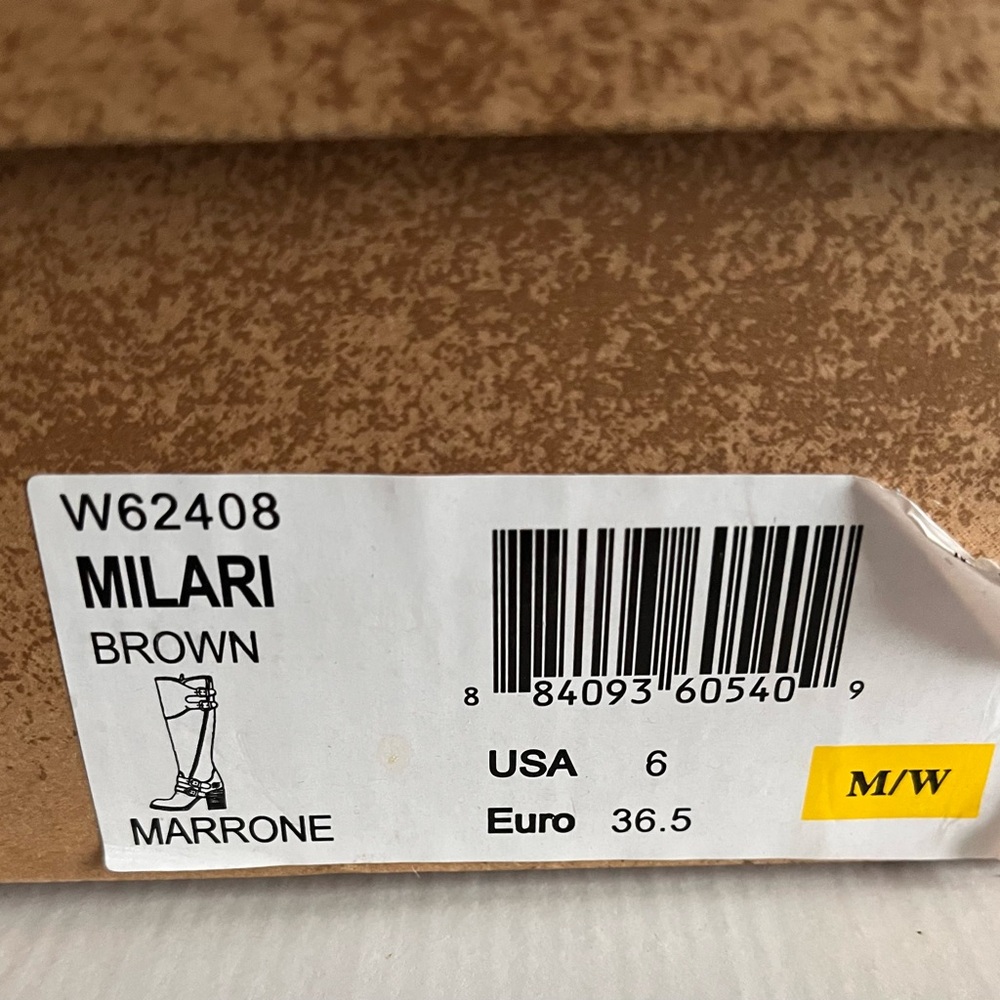 W62408
MILARI
BROWN
MARRONE
8 84093 60540 9
USA 6
Euro 36.5
M/W